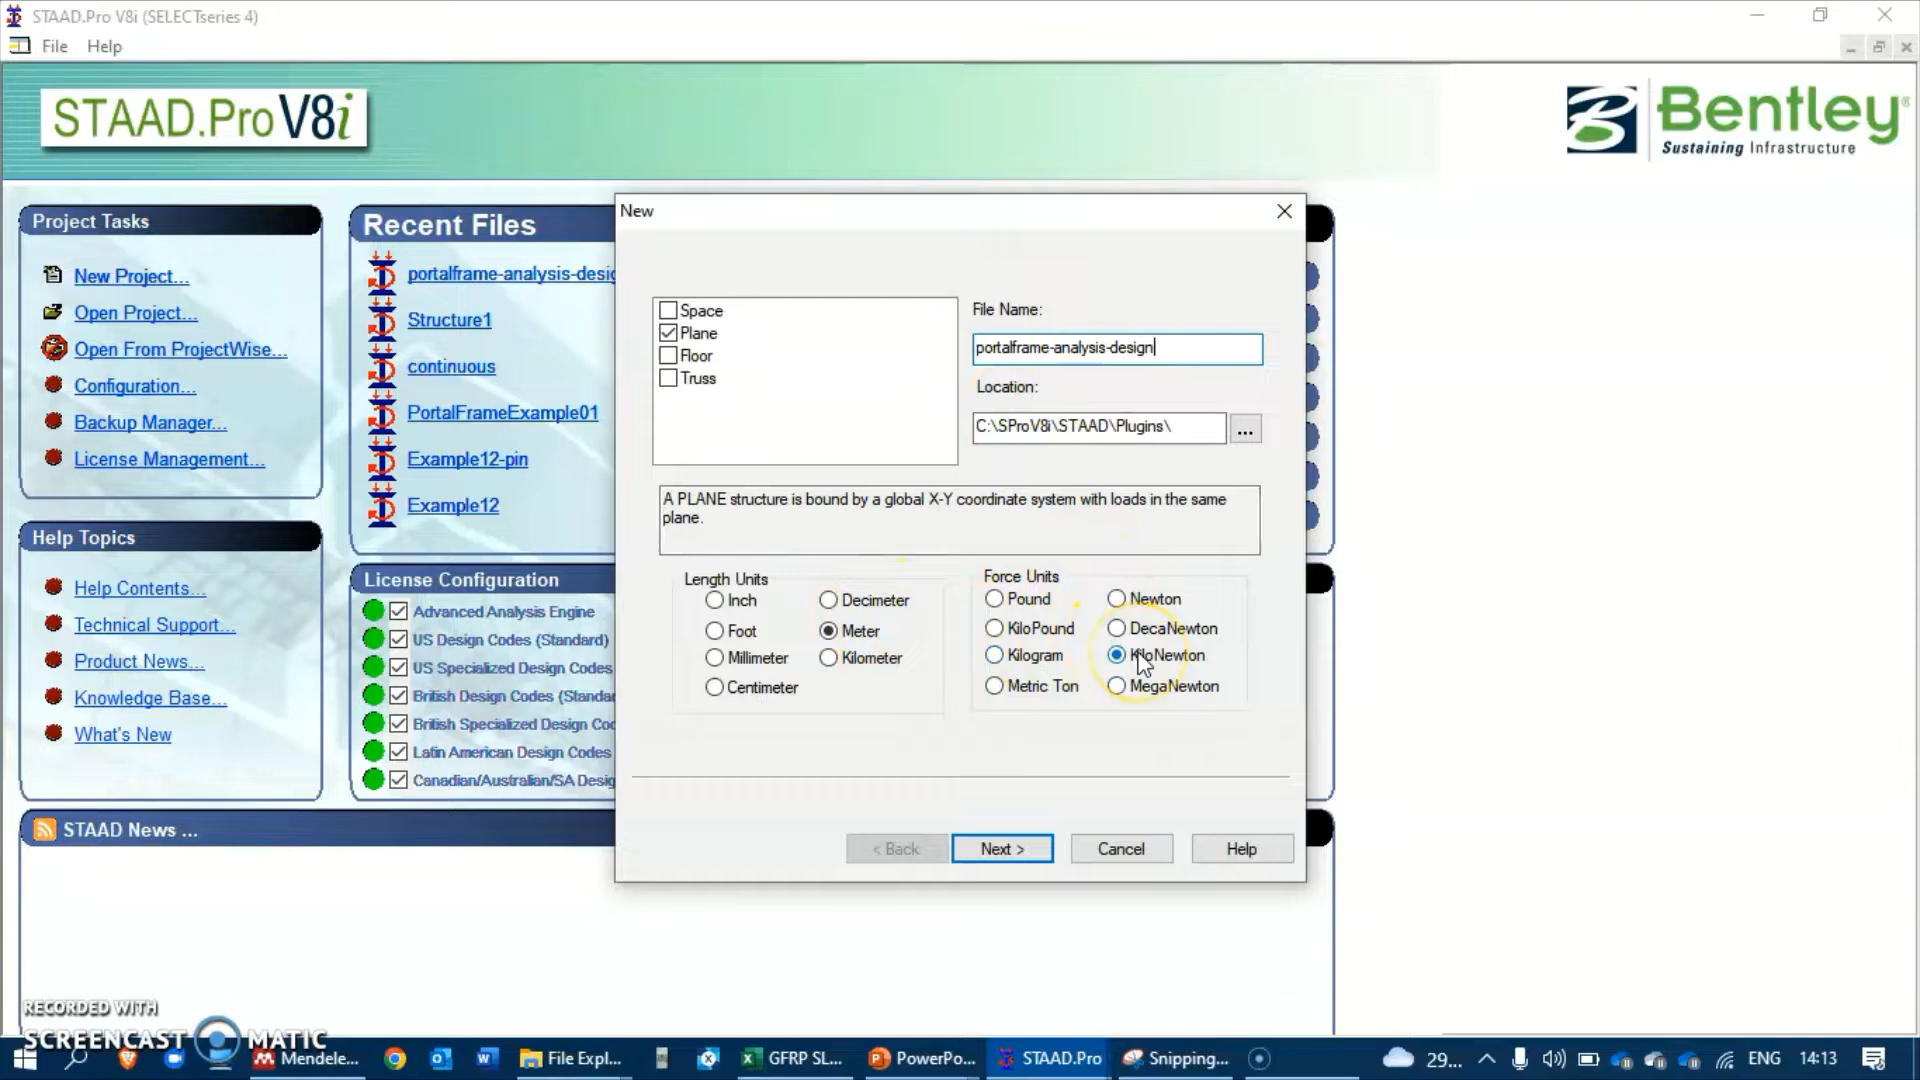 STAAD.Pro V8i (SELECTseries 4)
File Help
STAAD.Pro V8i
Bentley®
Sustaining Infrastructure
Project Tasks
New Project...
Open Project...
Open From ProjectWise...
Configuration...
Backup Manager...
License Management...
Help Topics
Help Contents...
Technical Support...
Product News...
Knowledge Base...
What's New
Recent Files
portalframe-analysis-desig
Structure1
continuous
PortalFrameExample01
Example12-pin
Example12
License Configuration
Advanced Analysis Engine
US Design Codes (Standard)
US Specialized Design Codes
British Design Codes (Standar
British Specialized Design Cod
Latin American Design Codes
Canadian/Australian/SA Desig
STAAD News ...
New
Space
Plane
Floor
Truss
File Name:
portalframe-analysis-design
Location:
C:\SProV8i\STAAD\Plugins\
...
A PLANE structure is bound by a global X-Y coordinate system with loads in the same
plane.
Length Units
Inch
Foot
Millimeter
Centimeter
Decimeter
Meter
Kilometer
Force Units
Pound
KiloPound
Kilogram
Metric Ton
Newton
DecaNewton
KiloNewton
MegaNewton
< Back
Next >
Cancel
Help
RECORDED WITH
SCREENCAST MATIC
Mendele...
File Expl...
GFRP SL...
PowerPo...
STAAD.Pro
Snipping...
29...
ENG
14:13